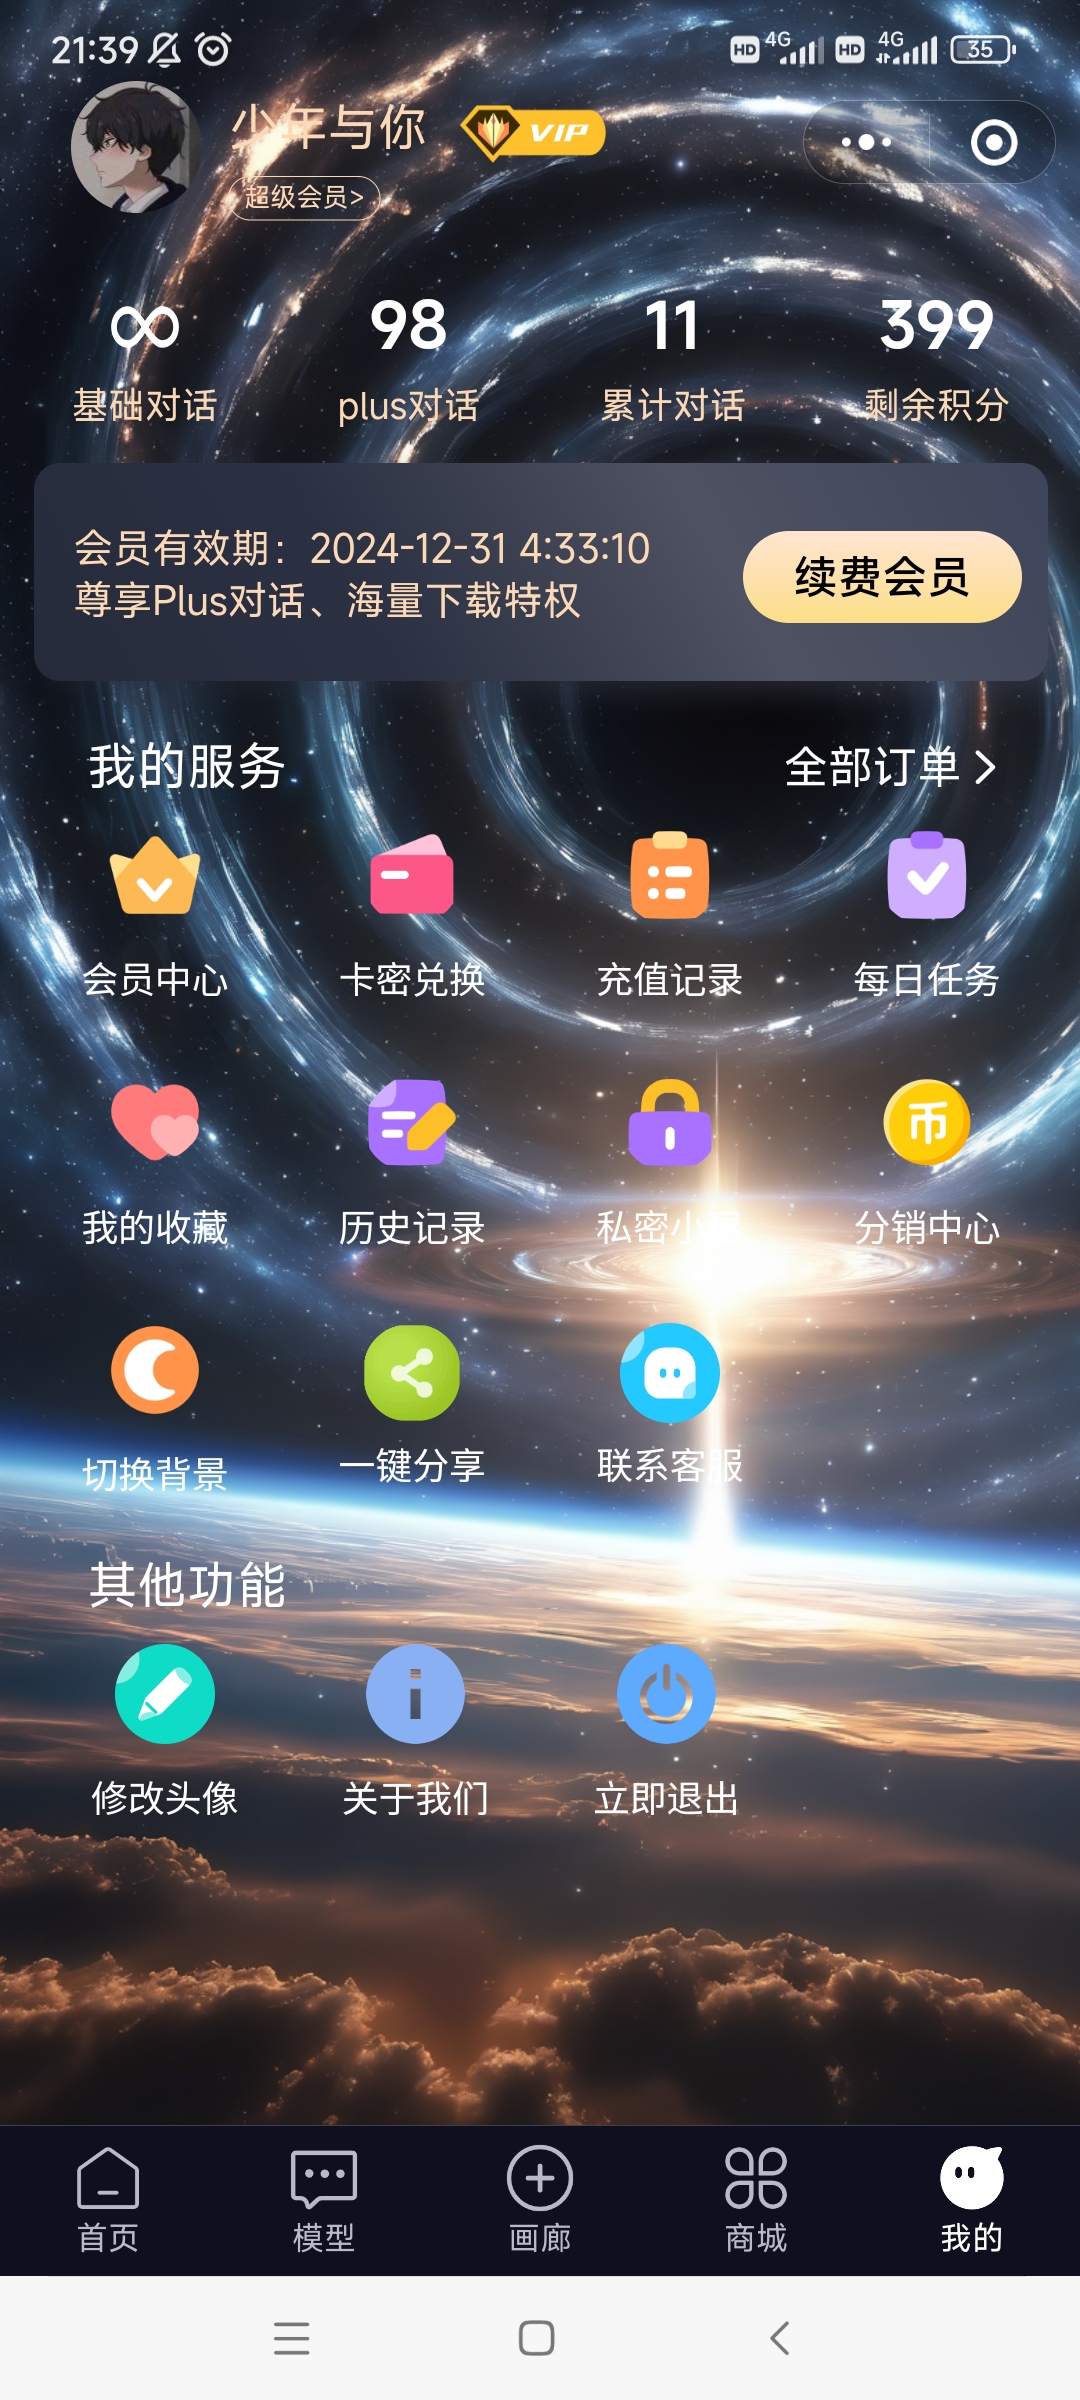 21:39
HD 4G HD 4G 35
少年与你
VIP
超级会员>
∞ 98 11 399
基础对话 plus对话 累计对话 剩余积分
会员有效期：2024-12-31 4:33:10
尊享Plus对话、海量下载特权
续费会员
我的服务
全部订单
会员中心 卡密兑换 充值记录 每日任务
币
我的收藏 历史记录 私密小 分销中心
切换背景 一键分享 联系客服
其他功能
修改头像 关于我们 立即退出
首页 模型 画廊 商城 我的